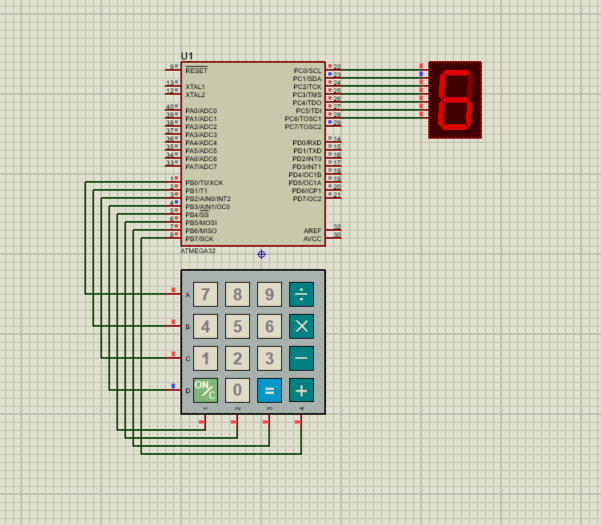 U1
9 RESET PC0/SCL 22
PC1/SDA 23
13 XTAL1 PC2/TCK 24
12 XTAL2 PC3/TMS 25
PC4/TDO 26
40 PA0/ADC0 PC5/TDI 27
39 PA1/ADC1 PC6/TOSC1 28
38 PA2/ADC2 PC7/TOSC2 29
37 PA3/ADC3
36 PA4/ADC4 PD0/RXD 14
35 PA5/ADC5 PD1/TXD 15
34 PA6/ADC6 PD2/INT0 16
33 PA7/ADC7 PD3/INT1 17
PD4/OC1B 18
1 PB0/T0/XCK PD5/OC1A 19
2 PB1/T1 PD6/ICP1 20
3 PB2/AIN0/INT2 PD7/OC2 21
4 PB3/AIN1/OC0
5 PB4/SS
6 PB5/MOSI
7 PB6/MISO AREF 32
8 PB7/SCK AVCC 30
ATMEGA32
6
A 7 8 9 ÷
B 4 5 6 ×
C 1 2 3 −
D ON/C 0 = +
1 2 3 4